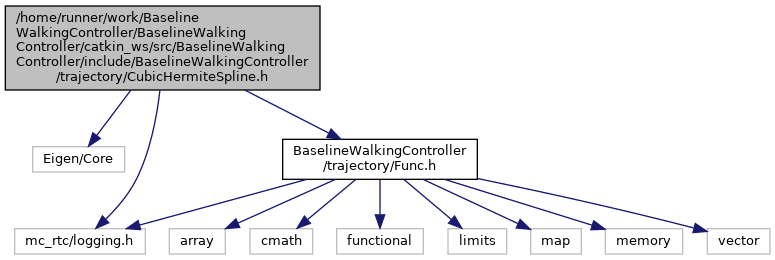 /home/runner/work/Baseline
WalkingController/BaselineWalking
Controller/catkin_ws/src/BaselineWalking
Controller/include/BaselineWalkingController
/trajectory/CubicHermiteSpline.h
Eigen/Core
BaselineWalkingController
/trajectory/Func.h
mc_rtc/logging.h
array
cmath
functional
limits
map
memory
vector